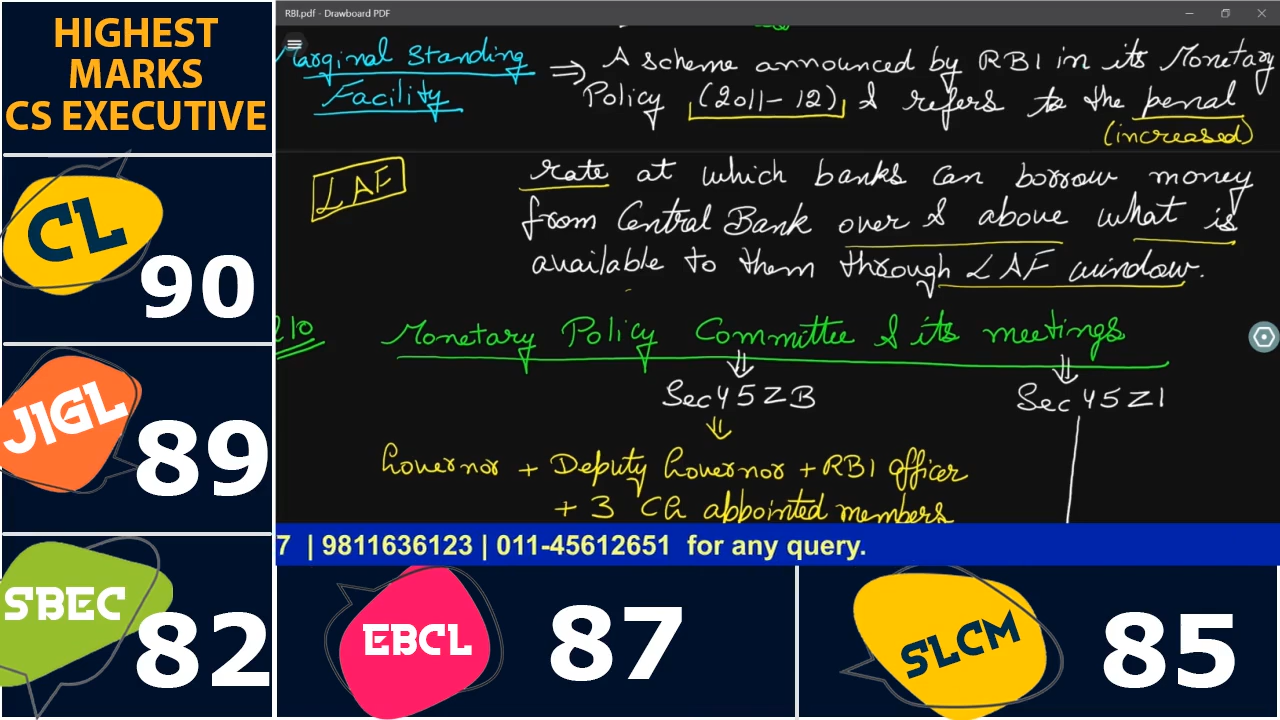 HIGHEST
MARKS
CS EXECUTIVE
CL
90
JIGL
89
SBEC
82
RBI.pdf - Drawboard PDF
Marginal Standing
Facility
⇒ A scheme announced by RBI in its Monetary
Policy (2011-12) & refers to the penal
(increased)
LAF
rate at which banks can borrow money
from Central Bank over & above what is
available to them through LAF window.
Monetary Policy Committee & its meetings
Sec 45ZB
Sec 45ZI
Governor + Deputy Governor + RBI officer
+ 3 CG appointed members
7 | 9811636123 | 011-45612651 for any query.
EBCL
87
SLCM
85